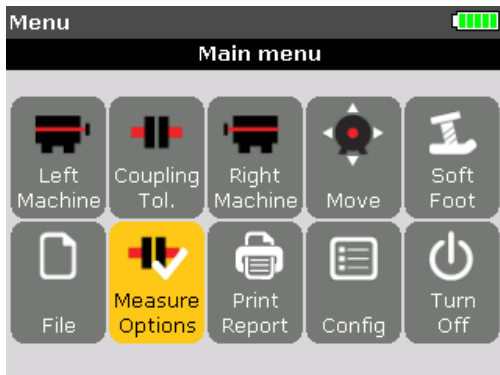 Menu
Main menu
Left
Machine
Coupling
Tol.
Right
Machine
Move
Soft
Foot
File
Measure
Options
Print
Report
Config
Turn
Off